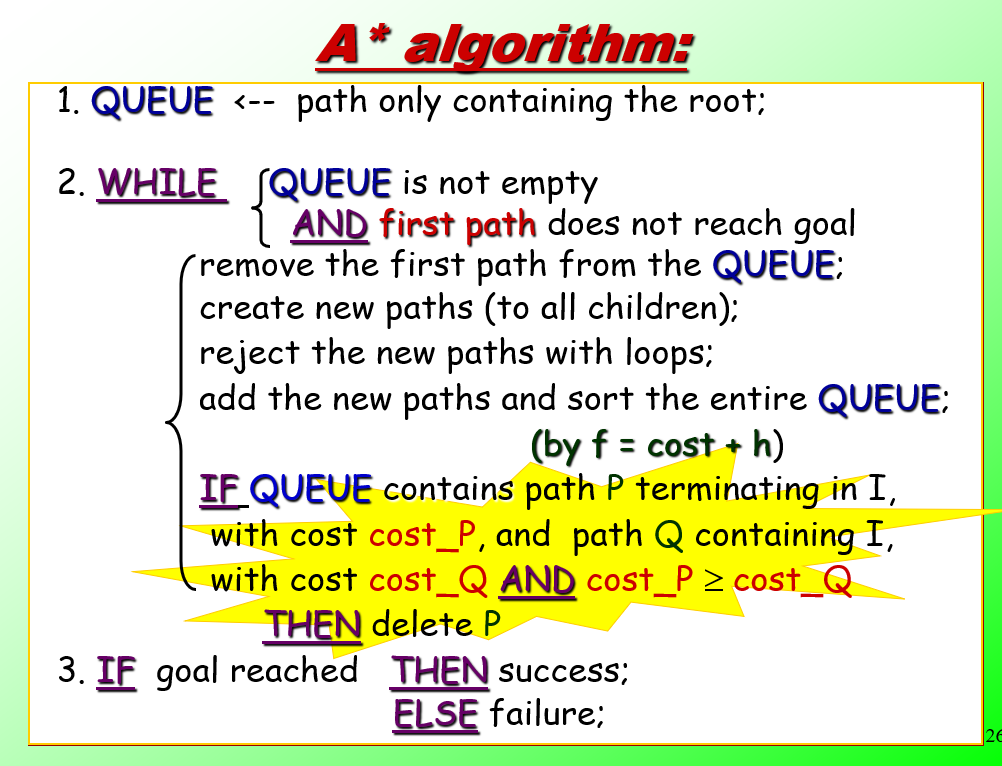 A* algorithm:
1. QUEUE <-- path only containing the root;
2. WHILE QUEUE is not empty
AND first path does not reach goal
remove the first path from the QUEUE;
create new paths (to all children);
reject the new paths with loops;
add the new paths and sort the entire QUEUE;
(by f = cost + h)
IF QUEUE contains path P terminating in I,
with cost cost_P, and path Q containing I,
with cost cost_Q AND cost_P ≥ cost_Q
THEN delete P
3. IF goal reached THEN success;
ELSE failure;
26